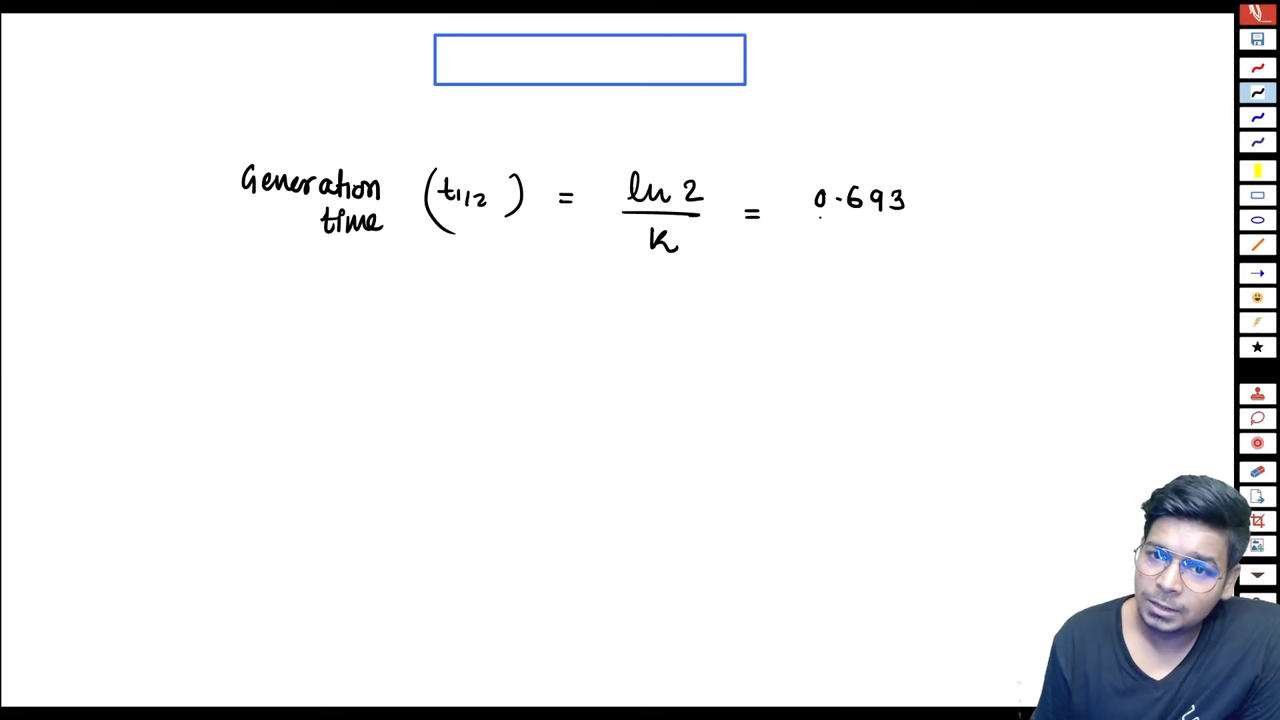 Generation (t1/2) = ln 2 / K = 0.693
time